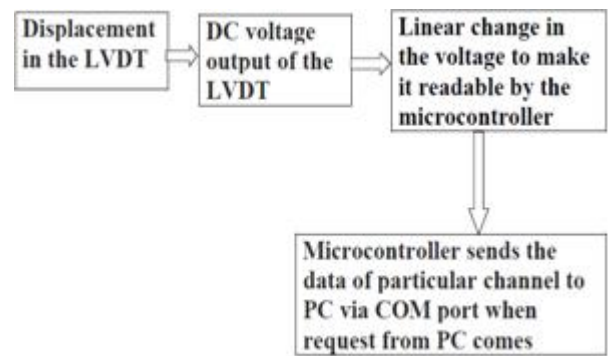 Displacement
in the LVDT
DC voltage
output of the
LVDT
Linear change in
the voltage to make
it readable by the
microcontroller
Microcontroller sends the
data of particular channel to
PC via COM port when
request from PC comes